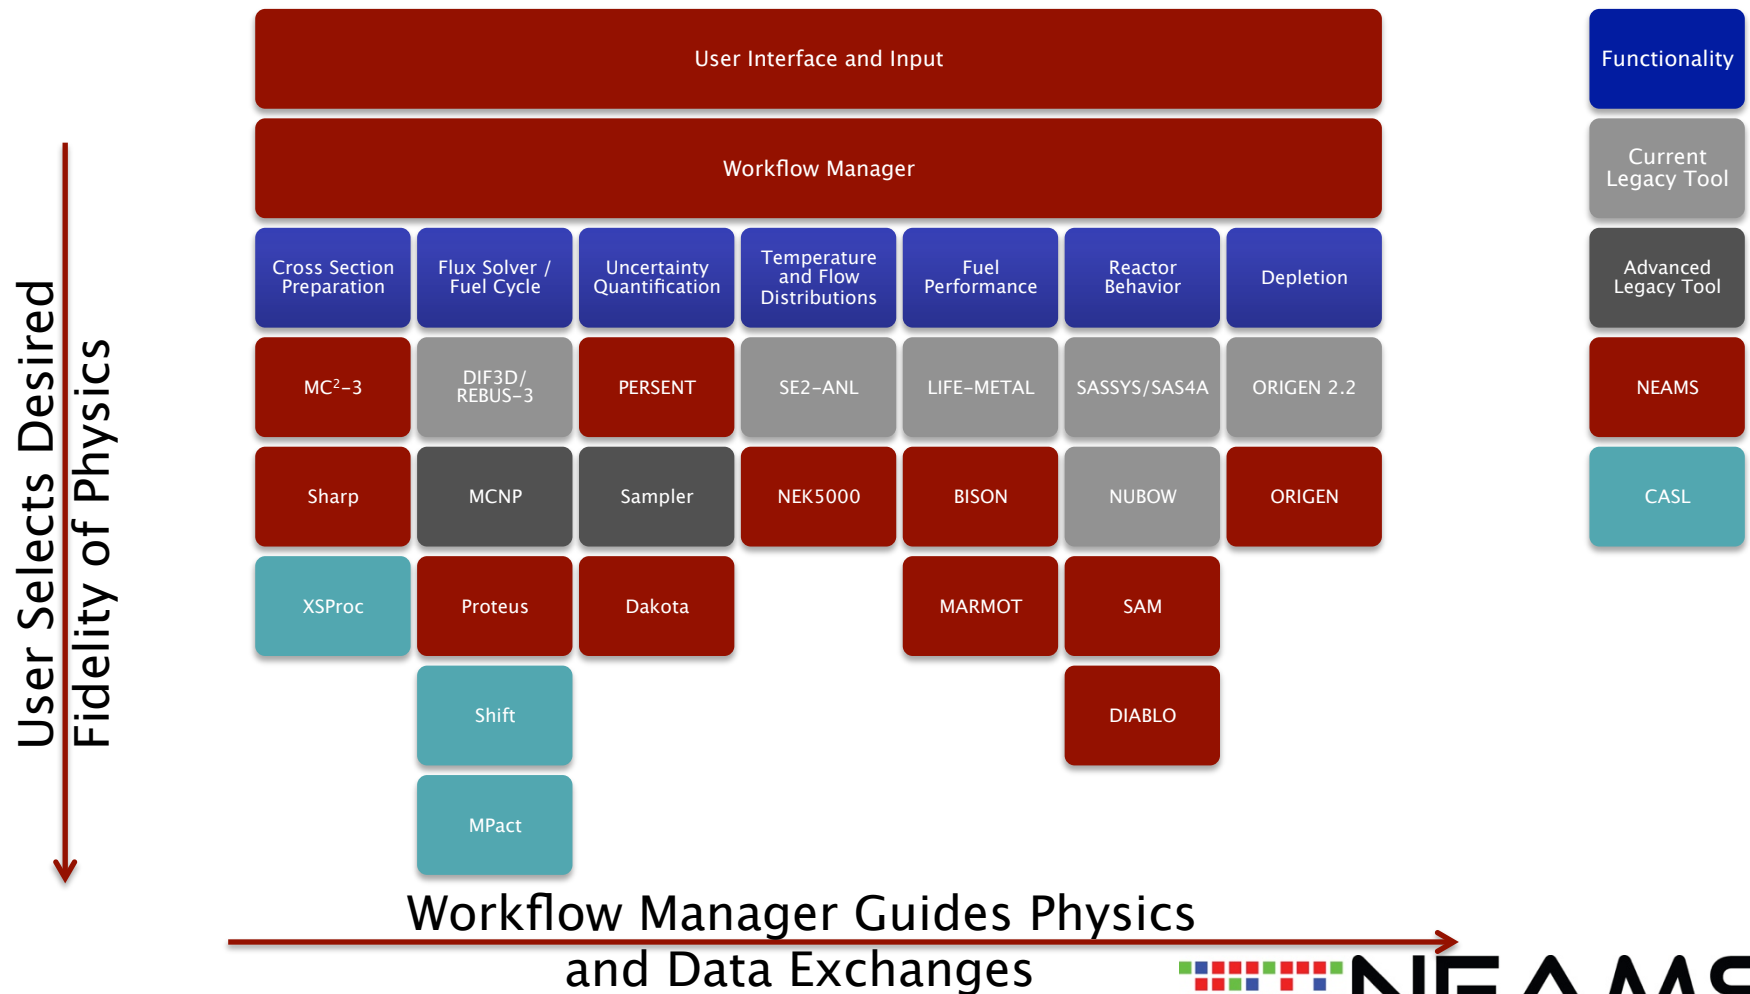 User Interface and Input
Functionality
Workflow Manager
Current
Legacy Tool
Cross Section
Preparation
Flux Solver /
Fuel Cycle
Uncertainty
Quantification
Temperature
and Flow
Distributions
Fuel
Performance
Reactor
Behavior
Depletion
Advanced
Legacy Tool
MC²-3
DIF3D/
REBUS-3
PERSENT
SE2-ANL
LIFE-METAL
SASSYS/SAS4A
ORIGEN 2.2
NEAMS
Sharp
MCNP
Sampler
NEK5000
BISON
NUBOW
ORIGEN
CASL
XSProc
Proteus
Dakota
MARMOT
SAM
Shift
DIABLO
MPact
User Selects Desired
Fidelity of Physics
Workflow Manager Guides Physics
and Data Exchanges
NEAMS